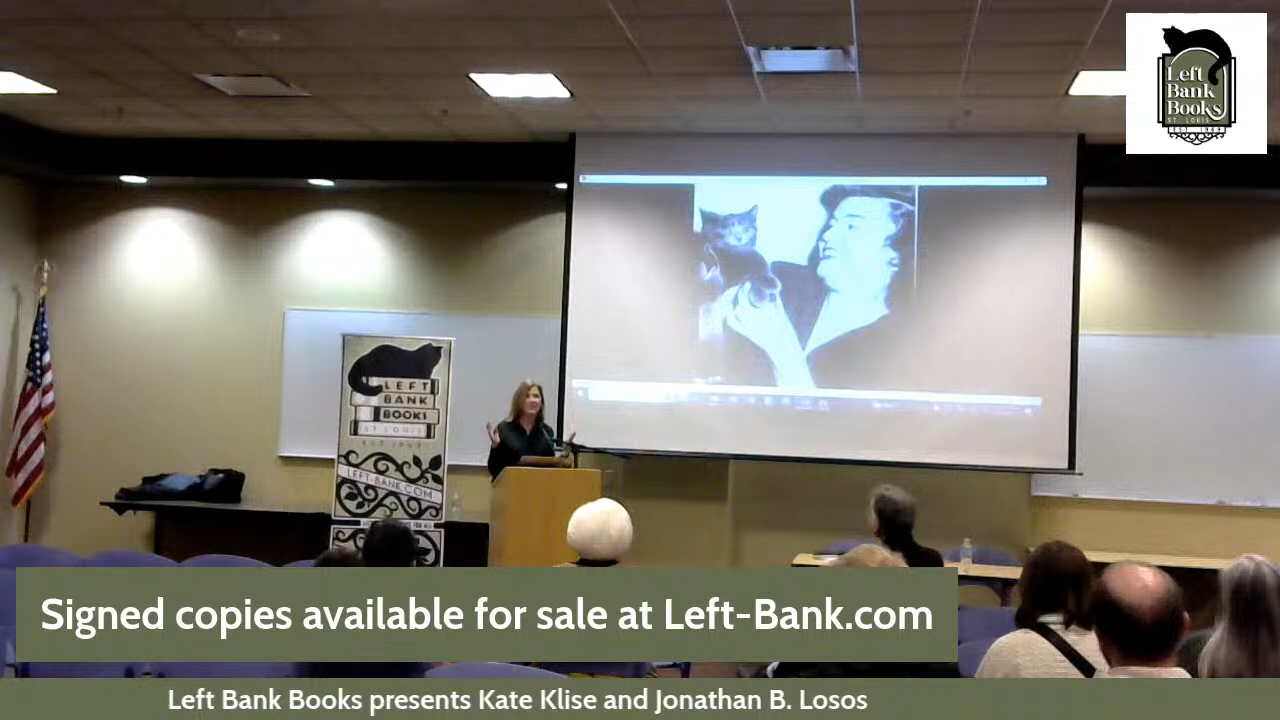 Left
Bank
Books
ST. LOUIS
EST. 1969
LEFT
BANK
BOOKS
ST LOUIS
EST. 1969
LEFT-BANK.COM
Signed copies available for sale at Left-Bank.com
Left Bank Books presents Kate Klise and Jonathan B. Losos